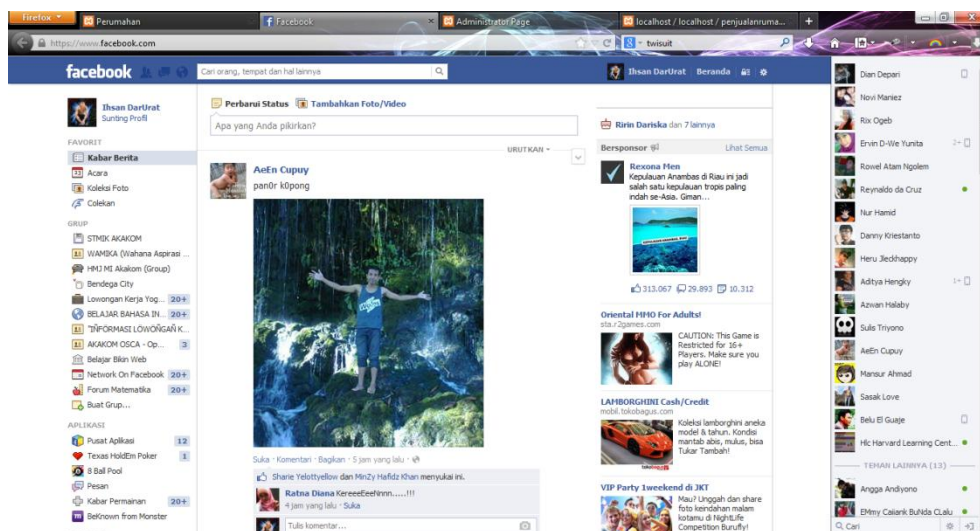 Firefox
Perumahan
Facebook
Administrator Page
localhost / localhost / penjualanruma...
https://www.facebook.com
twisuit
facebook
Cari orang, tempat dan hal lainnya
Ihsan DarUrat
Beranda
Ihsan DarUrat
Sunting Profil
FAVORIT
Kabar Berita
Acara
Koleksi Foto
Colekan
GRUP
STMIK AKAKOM
WAMIKA (Wahana Aspirasi ...
HMJ MI Akakom (Group)
Bendega City
Lowongan Kerja Yog... 20+
BELAJAR BAHASA IN... 20+
AKAKOM OSCA - Op... 3
Belajar Bikin Web
Network On Facebook 20+
Forum Matematika 20+
Buat Grup...
APLIKASI
Pusat Aplikasi 12
Texas HoldEm Poker 1
8 Ball Pool
Pesan
Kabar Permainan 20+
BeKnown from Monster
Perbarui Status Tambahkan Foto/Video
Apa yang Anda pikirkan?
URUTKAN
AeEn Cupuy
pan0r k0pong
Suka · Komentari · Bagikan · 5 jam yang lalu ·
Sharie Yelottyellow dan MinZy Hafidz Khan menyukai ini.
Ratna Diana KereeeEeeNnnn.....!!!
4 jam yang lalu · Suka
Tulis komentar...
Ririn Dariska dan 7 lainnya
Bersponsor Lihat Semua
Rexona Men
Kepulauan Anambas di Riau ini jadi
salah satu kepulauan tropis paling
indah se-Asia. Giman...
313.067 29.893 10.312
Oriental MMO For Adults!
sta.r2games.com
CAUTION: This Game is
Restricted for 16+
Players. Make sure you
play ALONE!
LAMBORGHINI Cash/Credit
mobil.tokobagus.com
Koleksi lamborghini aneka
model & tahun. Kondisi
mantab abis, mulus, bisa
Tukar Tambah!
VIP Party 1weekend di JKT
Mau? Unggah dan share
foto keindahan malam
kotamu di NightLife
Competition Burufly!
Dian Depari
Novi Maniez
Rix Ogeb
Ervin D-We Yunita
Rowel Atam Ngolem
Reynaldo da Cruz
Nur Hamid
Danny Kriestanto
Heru Jleckhappy
Aditya Hengky
Azwan Halaby
Sulis Triyono
AeEn Cupuy
Mansur Ahmad
Sasak Love
Belu El Guaje
Hlc Harvard Learning Cent...
TEMAN LAINNYA (13)
Angga Andiyono
EMmy Caiiank BuNda CLalu
Cari